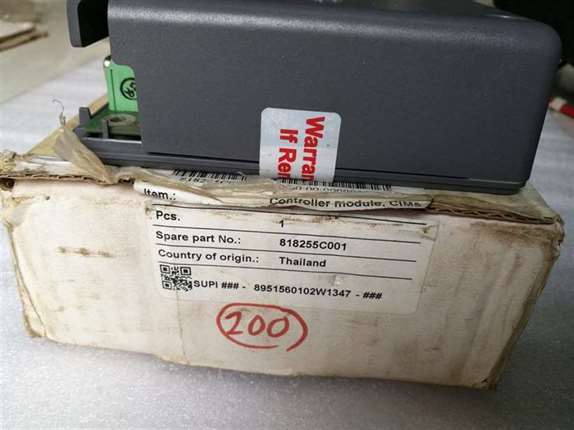 Warran
If Re
Item.: Controller module, CIMs
Pcs. 1
Spare part No.: 818255C001
Country of origin.: Thailand
SUPI ### - 8951560102W1347 - ###
200